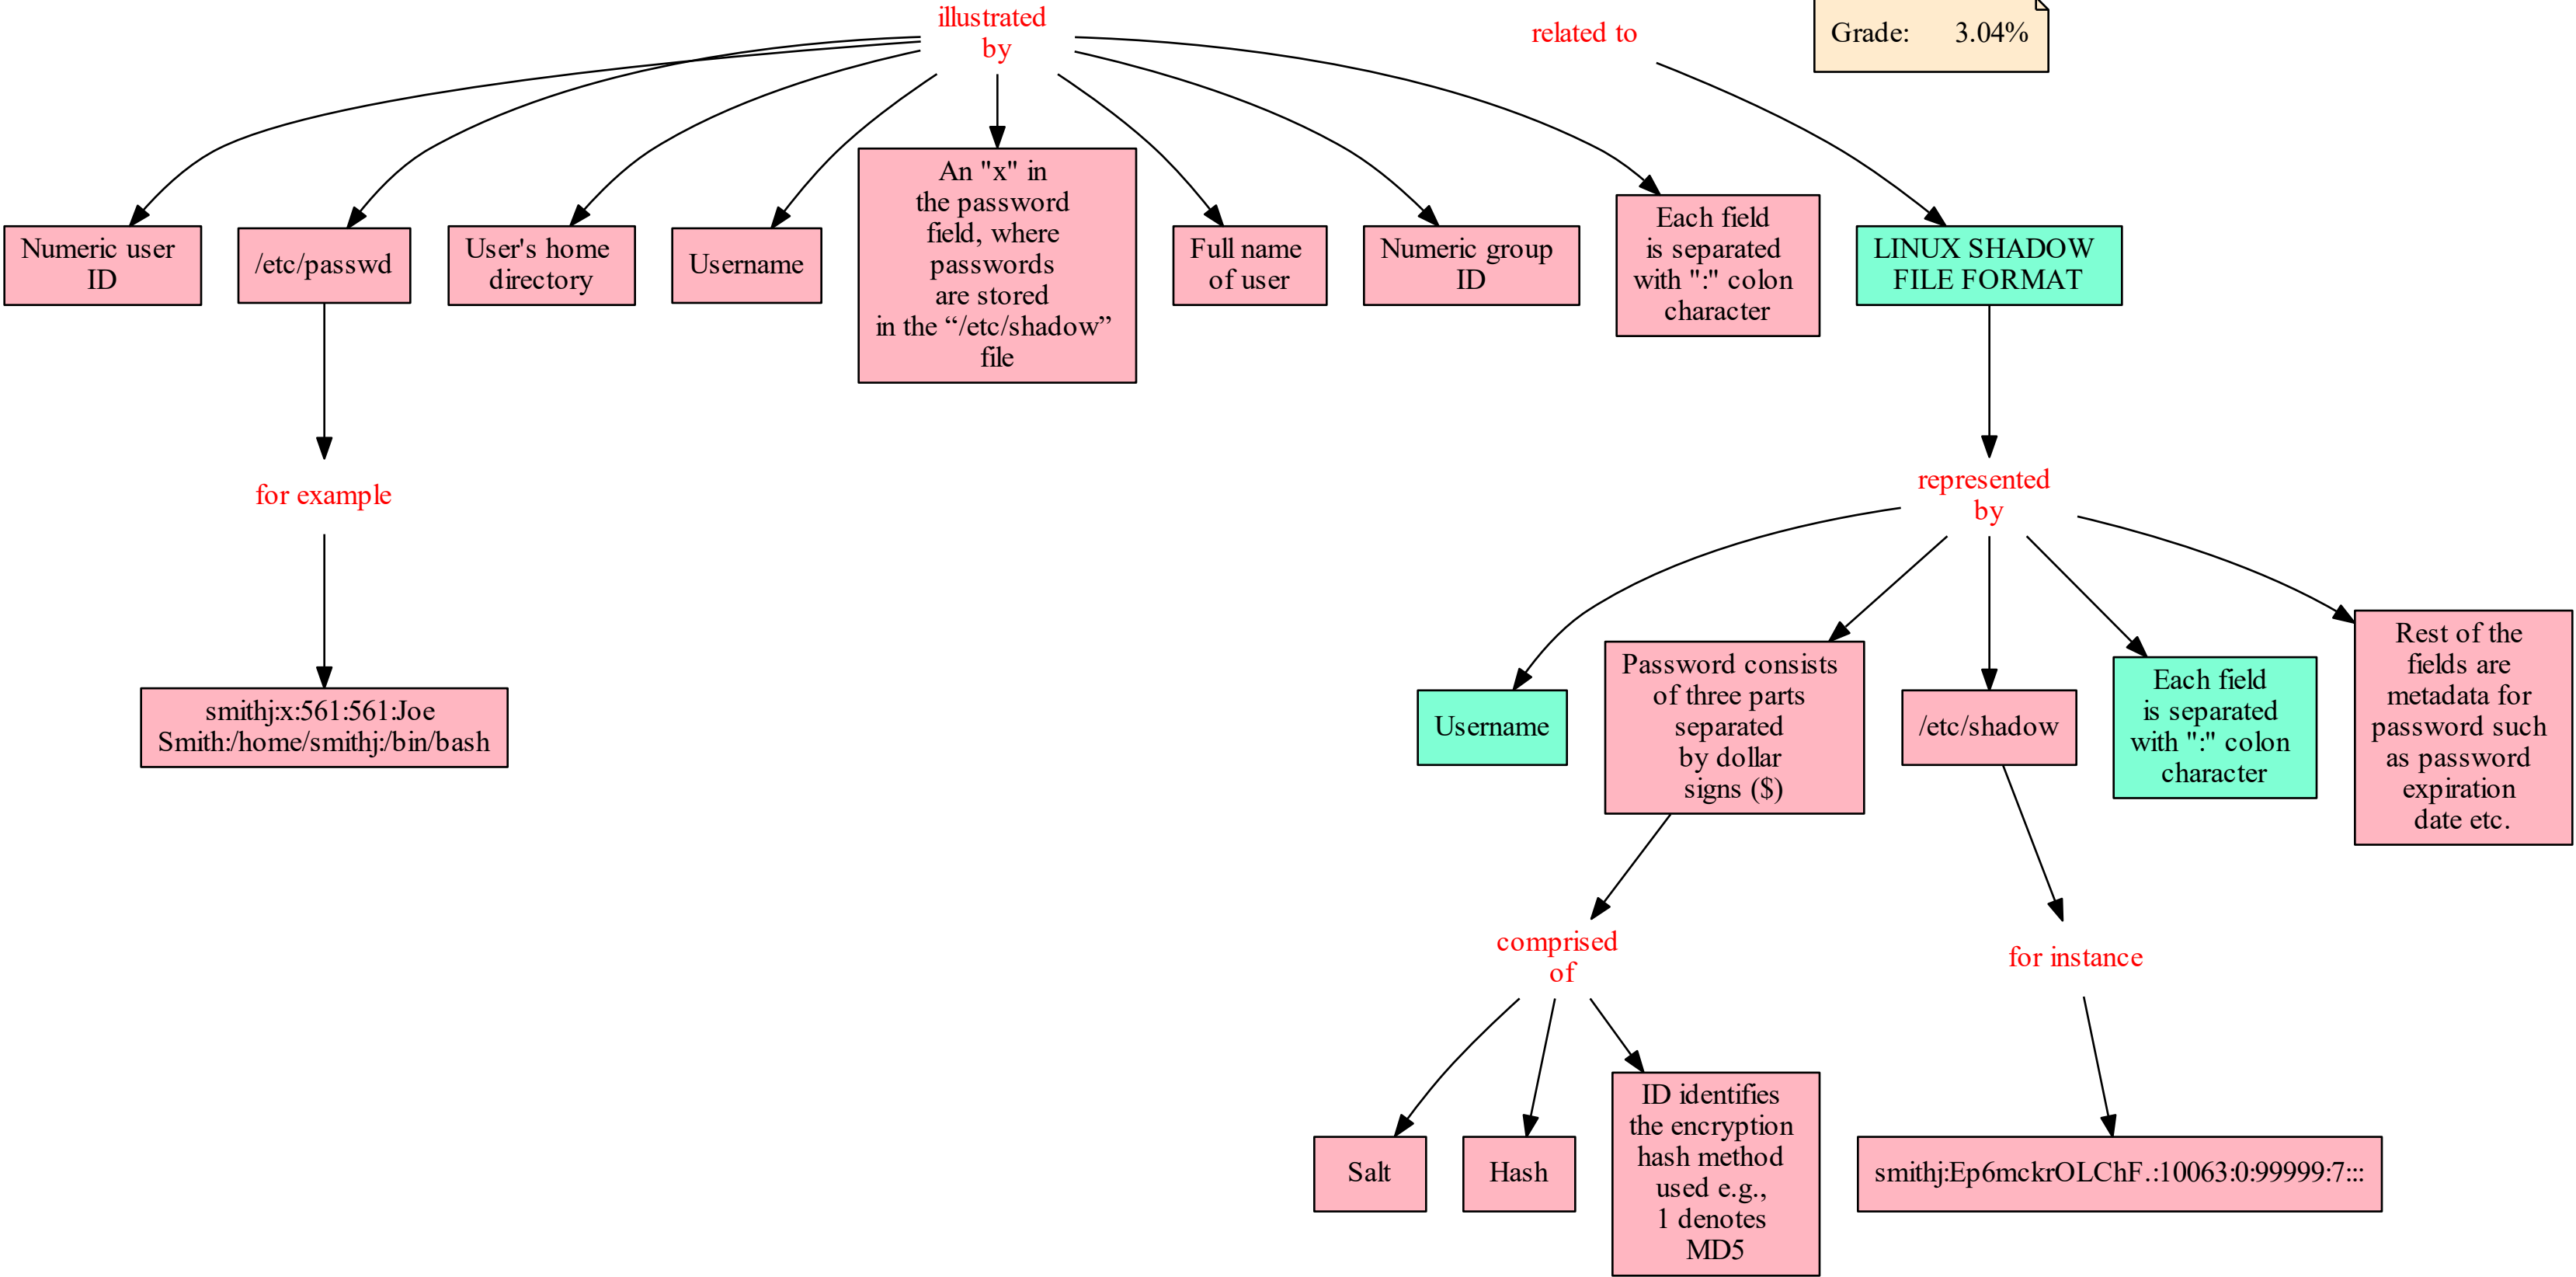 illustrated
by
related to
Grade: 3.04%
Numeric user
ID
/etc/passwd
User's home
directory
Username
An "x" in
the password
field, where
passwords
are stored
in the “/etc/shadow”
file
Full name
of user
Numeric group
ID
Each field
is separated
with ":" colon
character
LINUX SHADOW
FILE FORMAT
for example
represented
by
smithj:x:561:561:Joe
Smith:/home/smithj:/bin/bash
Username
Password consists
of three parts
separated
by dollar
signs ($)
/etc/shadow
Each field
is separated
with ":" colon
character
Rest of the
fields are
metadata for
password such
as password
expiration
date etc.
comprised
of
for instance
Salt
Hash
ID identifies
the encryption
hash method
used e.g.,
1 denotes
MD5
smithj:Ep6mckrOLChF.:10063:0:99999:7:::